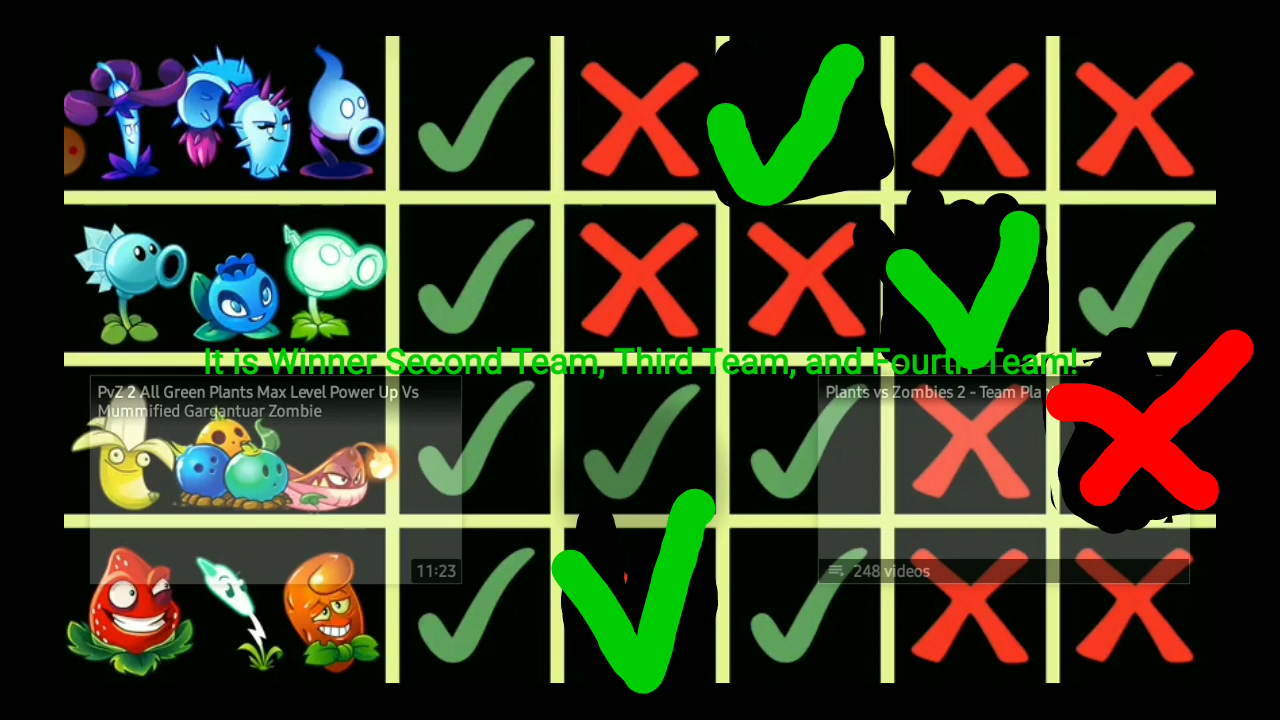 It is Winner Second Team, Third Team, and Fourth Team!
PvZ 2 All Green Plants Max Level Power Up Vs
Mummified Gargantuar Zombie
Plants vs Zombies 2 - Team Pla
11:23
248 videos